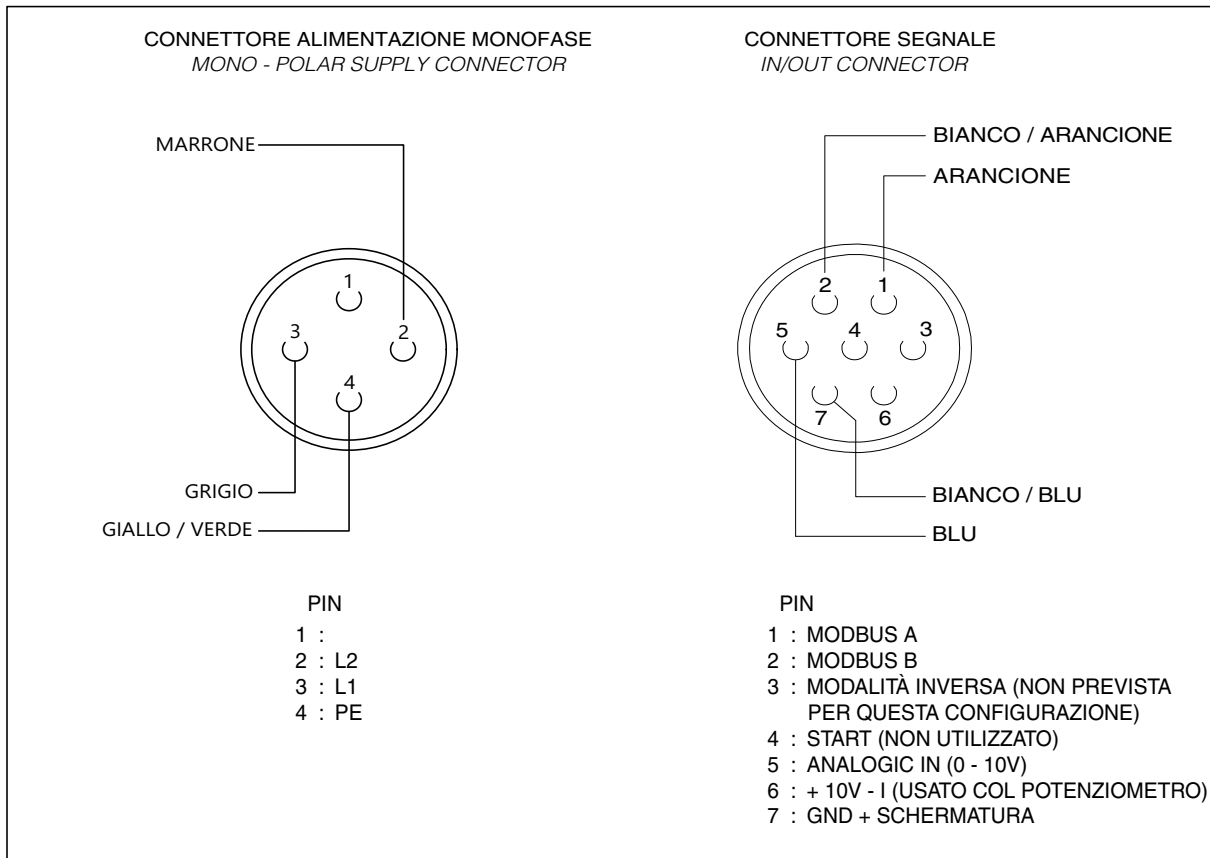 CONNETTORE ALIMENTAZIONE MONOFASE
MONO - POLAR SUPPLY CONNECTOR
MARRONE
1
3
2
4
GRIGIO
GIALLO / VERDE
PIN
1 :
2 : L2
3 : L1
4 : PE
CONNETTORE SEGNALE
IN/OUT CONNECTOR
BIANCO / ARANCIONE
ARANCIONE
2
1
5
4
3
7
6
BIANCO / BLU
BLU
PIN
1 : MODBUS A
2 : MODBUS B
3 : MODALITÀ INVERSA (NON PREVISTA
PER QUESTA CONFIGURAZIONE)
4 : START (NON UTILIZZATO)
5 : ANALOGIC IN (0 - 10V)
6 : + 10V - I (USATO COL POTENZIOMETRO)
7 : GND + SCHERMATURA